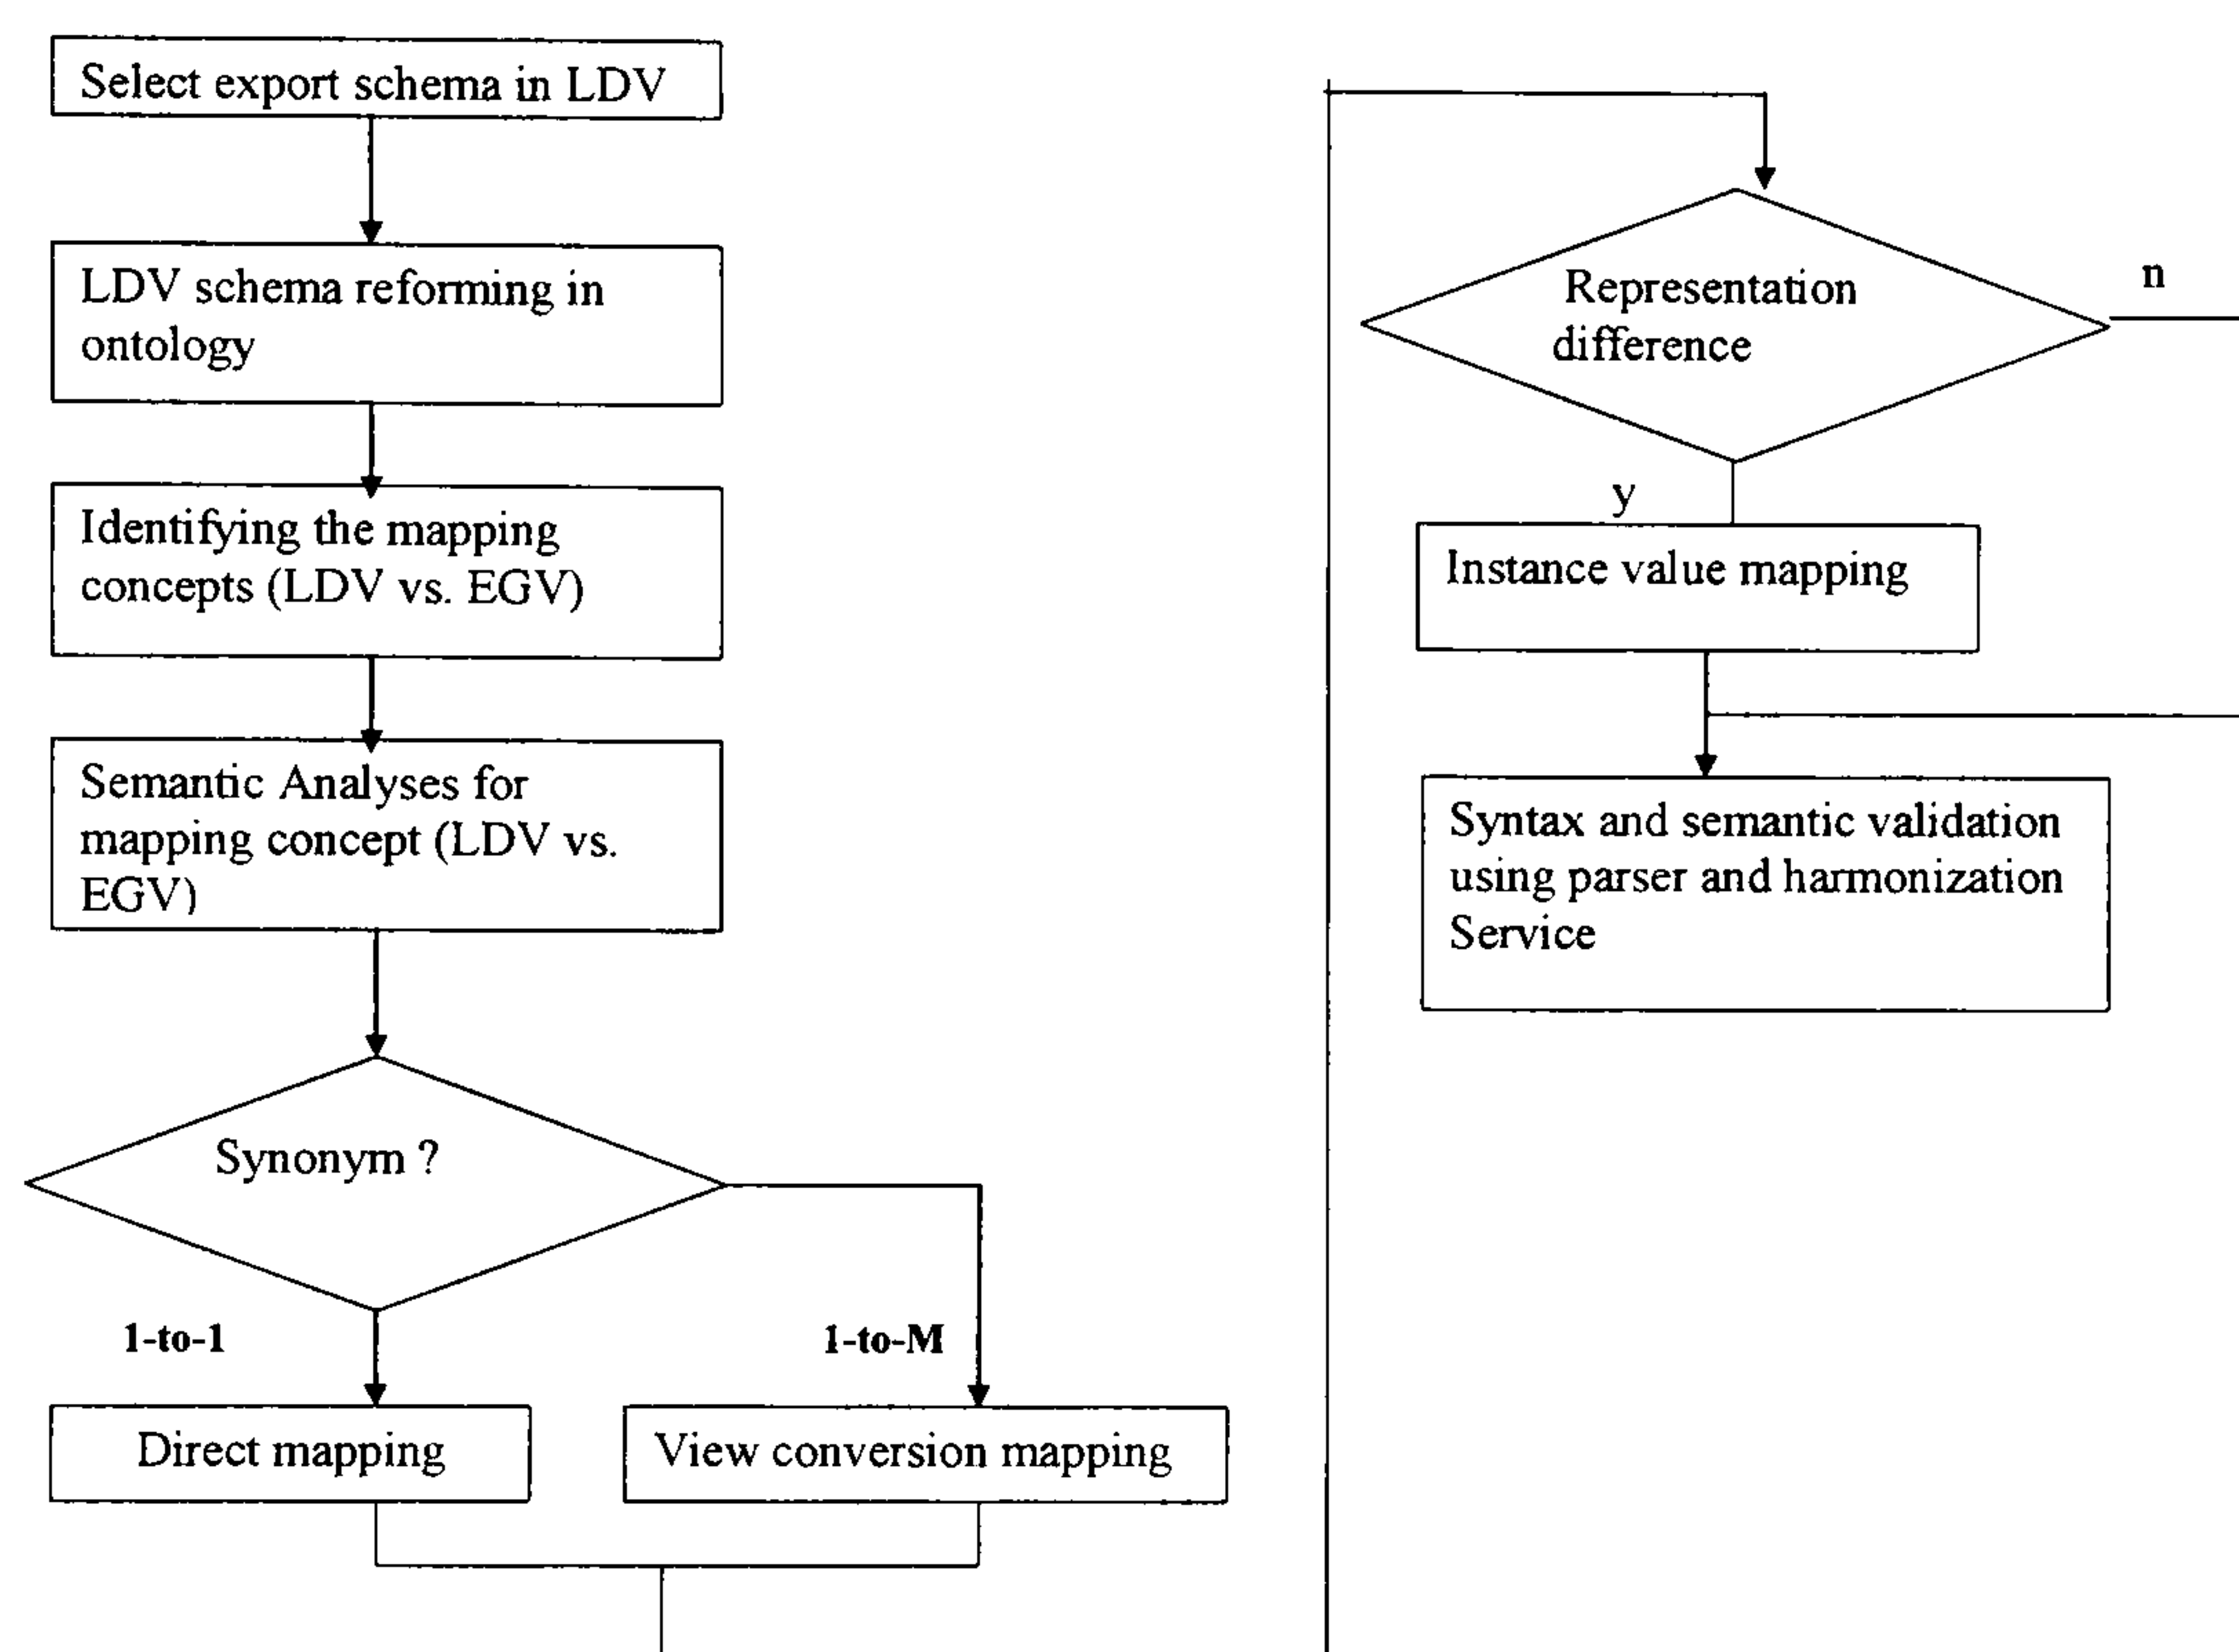 Select export schema in LDV
LDV schema reforming in
ontology
Identifying the mapping
concepts (LDV vs. EGV)
Semantic Analyses for
mapping concept (LDV vs.
EGV)
Synonym ?
1-to-1
1-to-M
Direct mapping
View conversion mapping
Representation
difference
n
y
Instance value mapping
Syntax and semantic validation
using parser and harmonization
Service